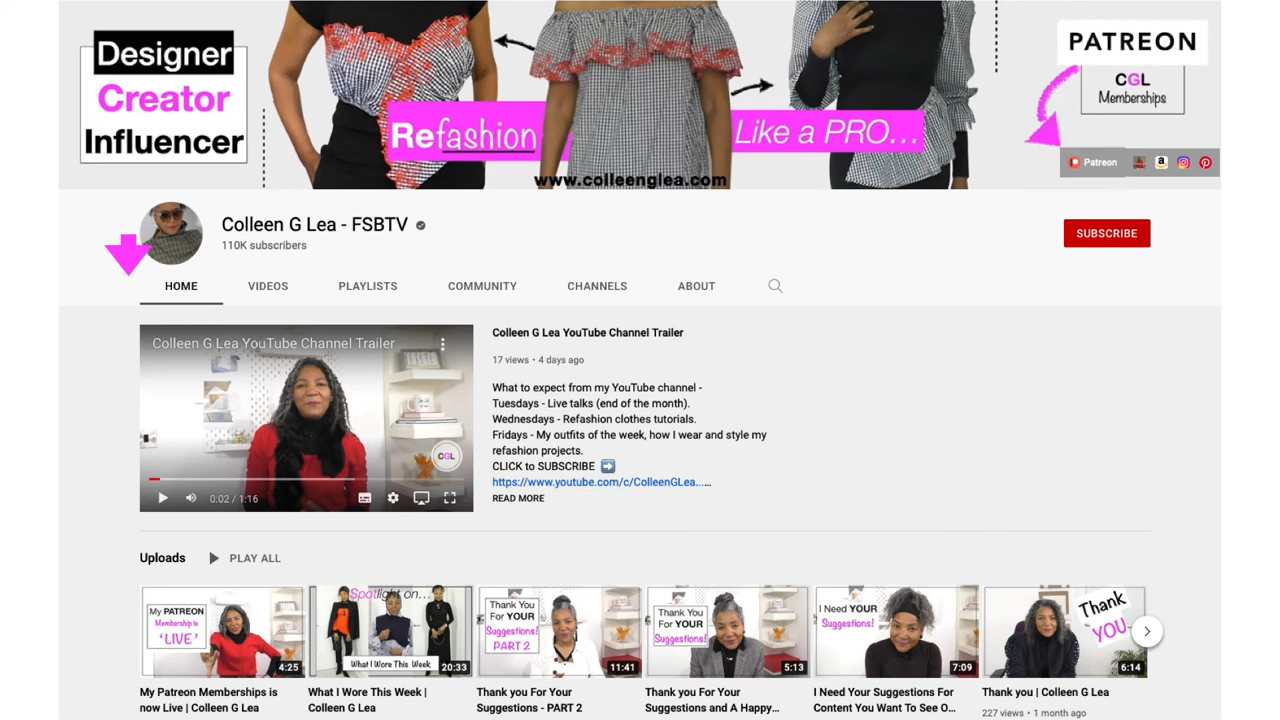 Designer
Creator
Influencer
Refashion
Like a PRO...
www.colleenglea.com
PATREON
CGL
Memberships
Patreon
Colleen G Lea - FSBTV
110K subscribers
SUBSCRIBE
HOME
VIDEOS
PLAYLISTS
COMMUNITY
CHANNELS
ABOUT
Colleen G Lea YouTube Channel Trailer
CGL
0:02 / 1:16
Colleen G Lea YouTube Channel Trailer
17 views • 4 days ago
What to expect from my YouTube channel -
Tuesdays - Live talks (end of the month).
Wednesdays - Refashion clothes tutorials.
Fridays - My outfits of the week, how I wear and style my
refashion projects.
CLICK to SUBSCRIBE ➡
https://www.youtube.com/c/ColleenGLea...…
READ MORE
Uploads
PLAY ALL
My PATREON
Membership is
'LIVE'
4:25
My Patreon Memberships is
now Live | Colleen G Lea
Spotlight on...
What I Wore This Week
20:33
What I Wore This Week |
Colleen G Lea
Thank You
For YOUR
Suggestions!
PART 2
11:41
Thank you For Your
Suggestions - PART 2
Thank You
For YOUR
Suggestions!
5:13
Thank you For Your
Suggestions and A Happy...
I Need YOUR
Suggestions!
7:09
I Need Your Suggestions For
Content You Want To See O...
Thank
YOU
6:14
Thank you | Colleen G Lea
227 views • 1 month ago